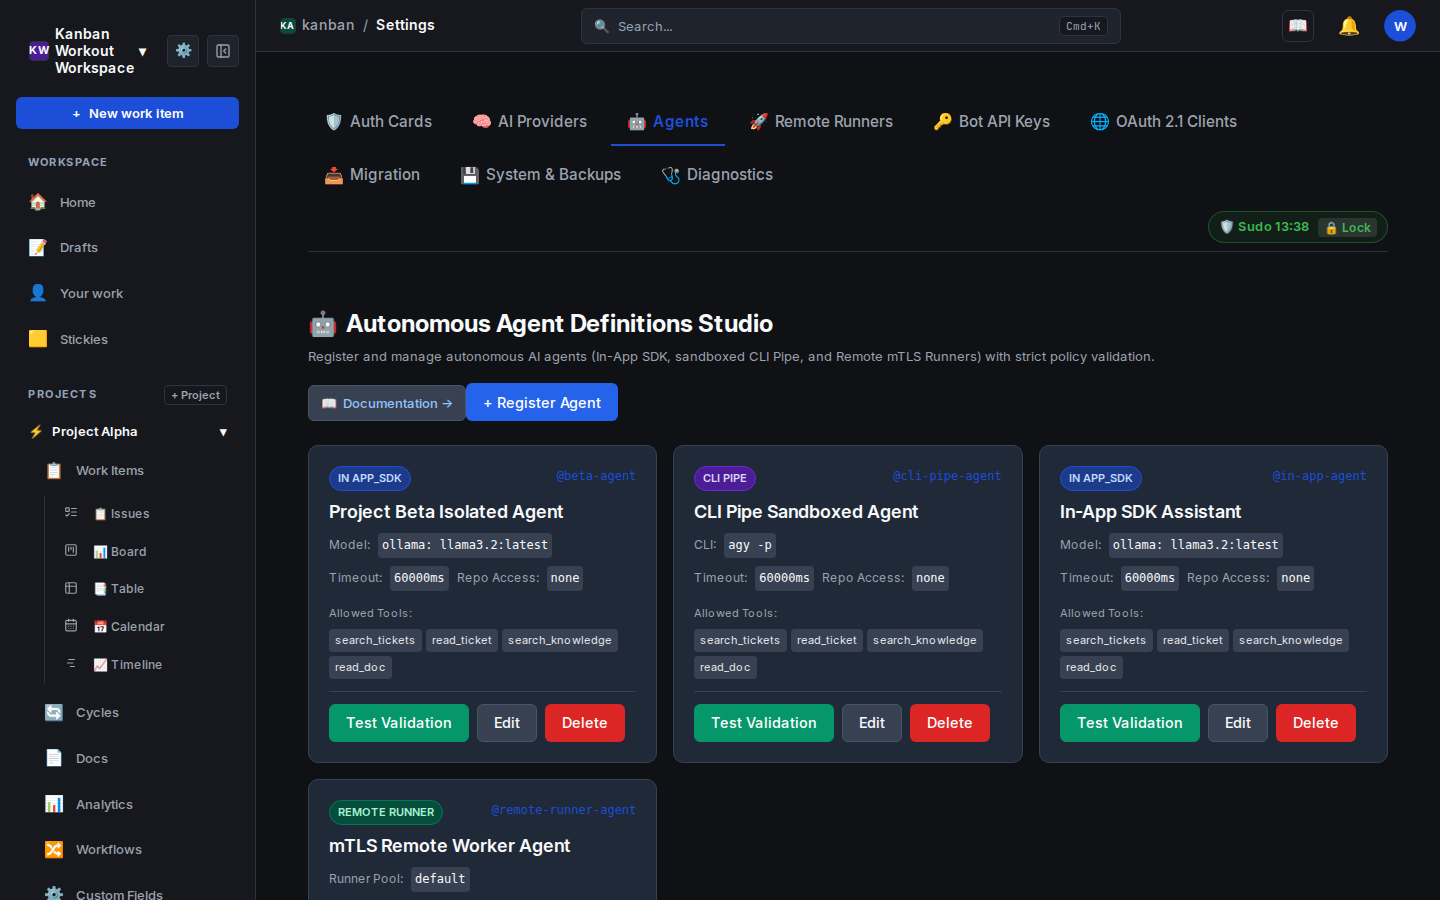 KW Kanban Workout Workspace ▾
+ New work item
WORKSPACE
Home
Drafts
Your work
Stickies
PROJECTS
+ Project
Project Alpha ▾
Work Items
Issues
Board
Table
Calendar
Timeline
Cycles
Docs
Analytics
Workflows
Custom Fields
KA kanban / Settings
Search...
Cmd+K
W
Auth Cards
AI Providers
Agents
Remote Runners
Bot API Keys
OAuth 2.1 Clients
Migration
System & Backups
Diagnostics
Sudo 13:38
Lock
Autonomous Agent Definitions Studio
Register and manage autonomous AI agents (In-App SDK, sandboxed CLI Pipe, and Remote mTLS Runners) with strict policy validation.
Documentation →
+ Register Agent
IN APP_SDK
@beta-agent
Project Beta Isolated Agent
Model: ollama: llama3.2:latest
Timeout: 60000ms Repo Access: none
Allowed Tools:
search_tickets read_ticket search_knowledge
read_doc
Test Validation Edit Delete
CLI PIPE
@cli-pipe-agent
CLI Pipe Sandboxed Agent
CLI: agy -p
Timeout: 60000ms Repo Access: none
Allowed Tools:
search_tickets read_ticket search_knowledge
read_doc
Test Validation Edit Delete
IN APP_SDK
@in-app-agent
In-App SDK Assistant
Model: ollama: llama3.2:latest
Timeout: 60000ms Repo Access: none
Allowed Tools:
search_tickets read_ticket search_knowledge
read_doc
Test Validation Edit Delete
REMOTE RUNNER
@remote-runner-agent
mTLS Remote Worker Agent
Runner Pool: default